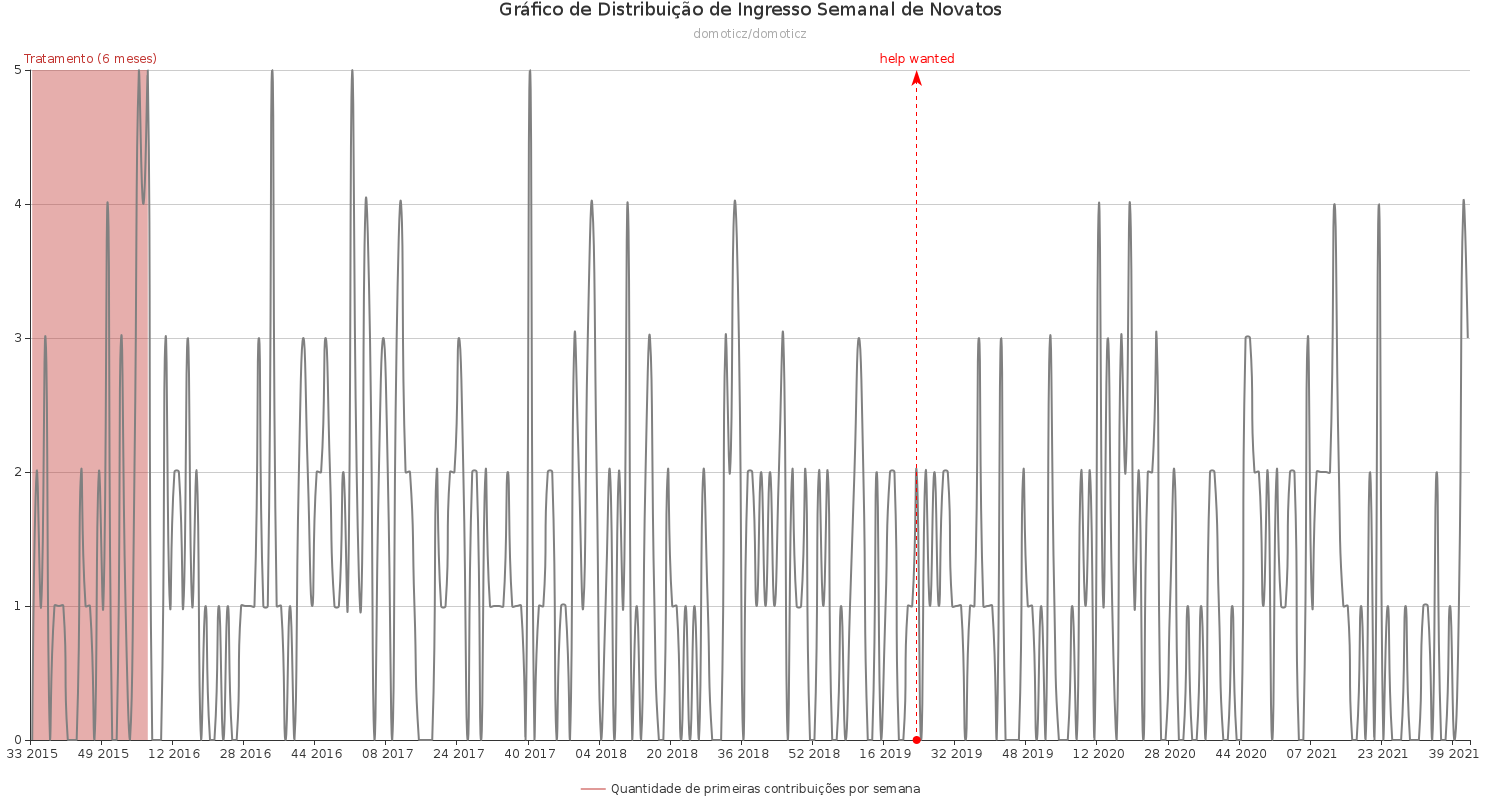 Gráfico de Distribuição de Ingresso Semanal de Novatos
domoticz/domoticz
Tratamento (6 meses)
help wanted
5
4
3
2
1
0
33 2015 49 2015 12 2016 28 2016 44 2016 08 2017 24 2017 40 2017 04 2018 20 2018 36 2018 52 2018 16 2019 32 2019 48 2019 12 2020 28 2020 44 2020 07 2021 23 2021 39 2021
Quantidade de primeiras contribuições por semana